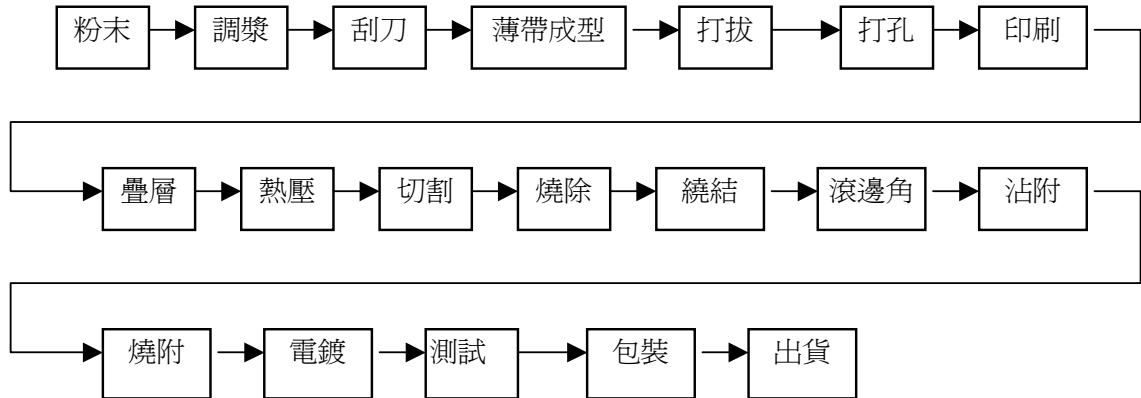 粉末 調漿 刮刀 薄帶成型 打拔 打孔 印刷
疊層 熱壓 切割 燒除 繞結 滾邊角 沾附
燒附 電鍍 測試 包裝 出貨